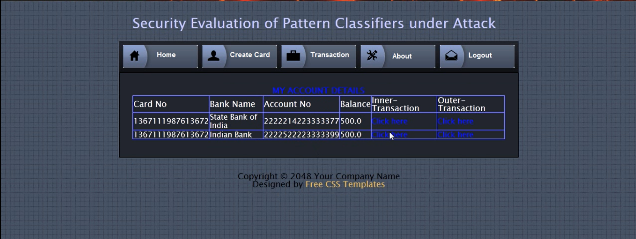 Security Evaluation of Pattern Classifiers under Attack
Home
Create Card
Transaction
About
Logout
MY ACCOUNT DETAILS
Card No Bank Name Account No Balance Inner-Transaction Outer-Transaction
1367111987613672 State Bank of India 2222214223333377 500.0 Click here Click here
1367111987613672 Indian Bank 2222522223333399 500.0 Click here Click here
Copyright © 2048 Your Company Name
Designed by Free CSS Templates